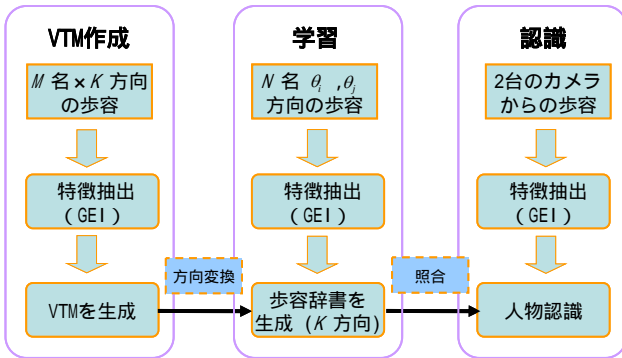 VTM作成
M 名×K 方向
の歩容
特徴抽出
(GEI)
VTMを生成
方向変換
学習
N 名 θi ,θj
方向の歩容
特徴抽出
(GEI)
歩容辞書を
生成 (K 方向)
照合
認識
2台のカメラ
からの歩容
特徴抽出
(GEI)
人物認識